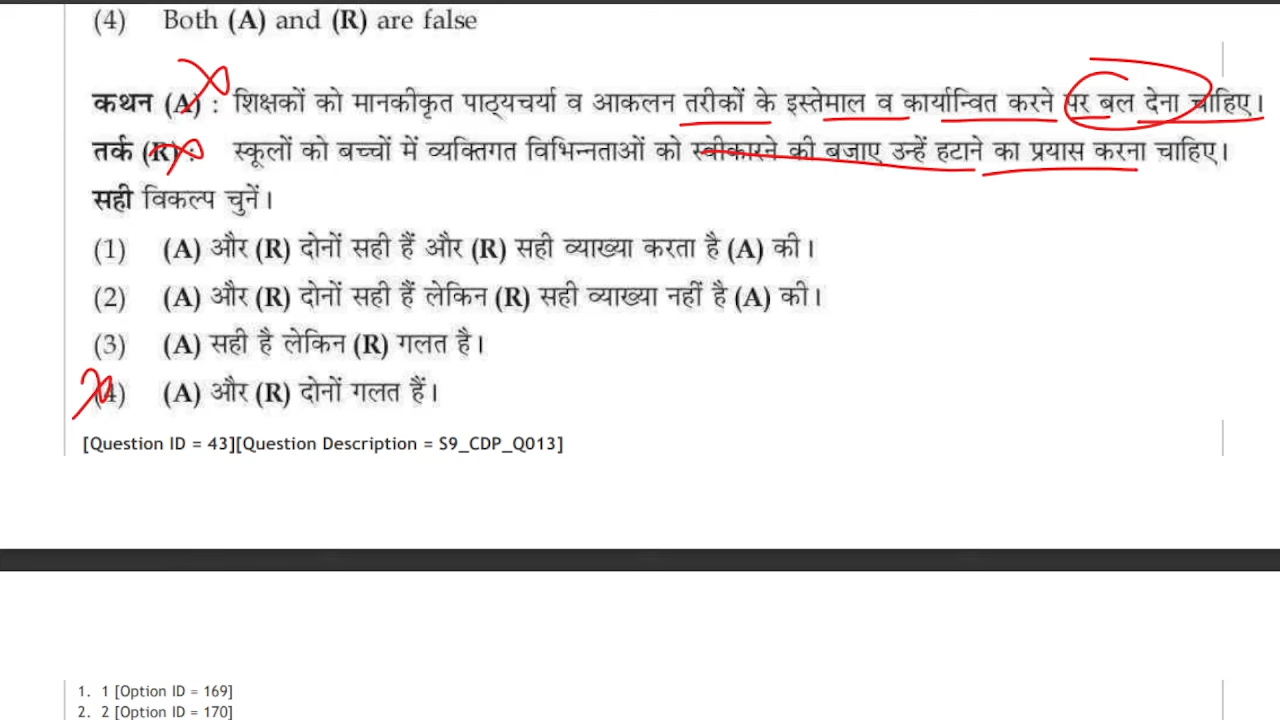 (4) Both (A) and (R) are false
कथन (A) : शिक्षकों को मानकीकृत पाठ्यचर्या व आकलन तरीकों के इस्तेमाल व कार्यान्वित करने पर बल देना चाहिए।
तर्क (R) : स्कूलों को बच्चों में व्यक्तिगत विभिन्नताओं को स्वीकारने की बजाए उन्हें हटाने का प्रयास करना चाहिए।
सही विकल्प चुनें।
(1) (A) और (R) दोनों सही हैं और (R) सही व्याख्या करता है (A) की।
(2) (A) और (R) दोनों सही हैं लेकिन (R) सही व्याख्या नहीं है (A) की।
(3) (A) सही है लेकिन (R) गलत है।
(4) (A) और (R) दोनों गलत हैं।
[Question ID = 43][Question Description = S9_CDP_Q013]
1. 1 [Option ID = 169]
2. 2 [Option ID = 170]